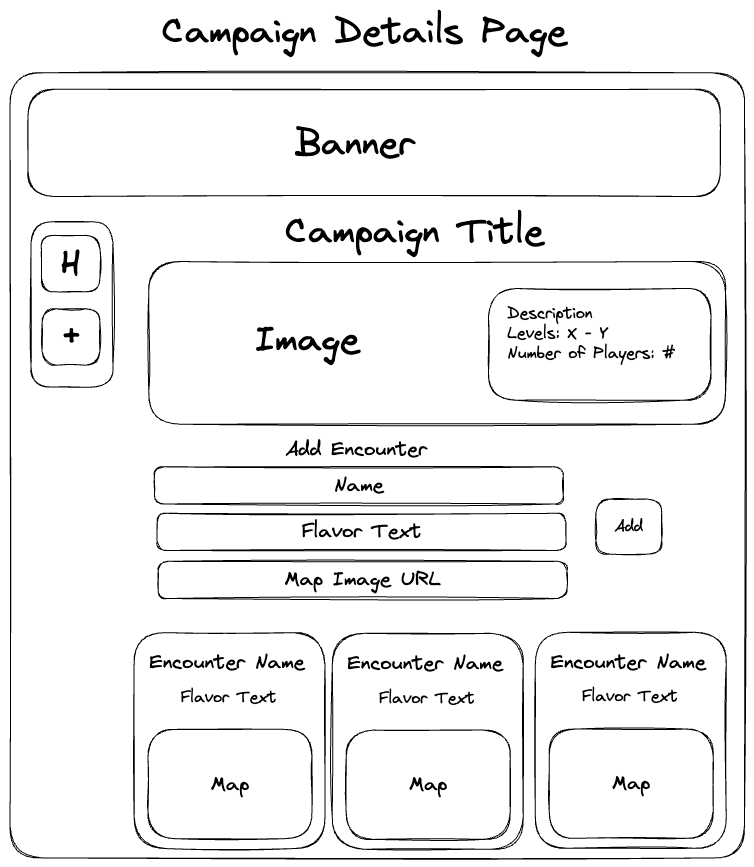 Campaign Details Page
Banner
H
+
Campaign Title
Image
Description
Levels: X - Y
Number of Players: #
Add Encounter
Name
Flavor Text
Map Image URL
Add
Encounter Name
Flavor Text
Map
Encounter Name
Flavor Text
Map
Encounter Name
Flavor Text
Map